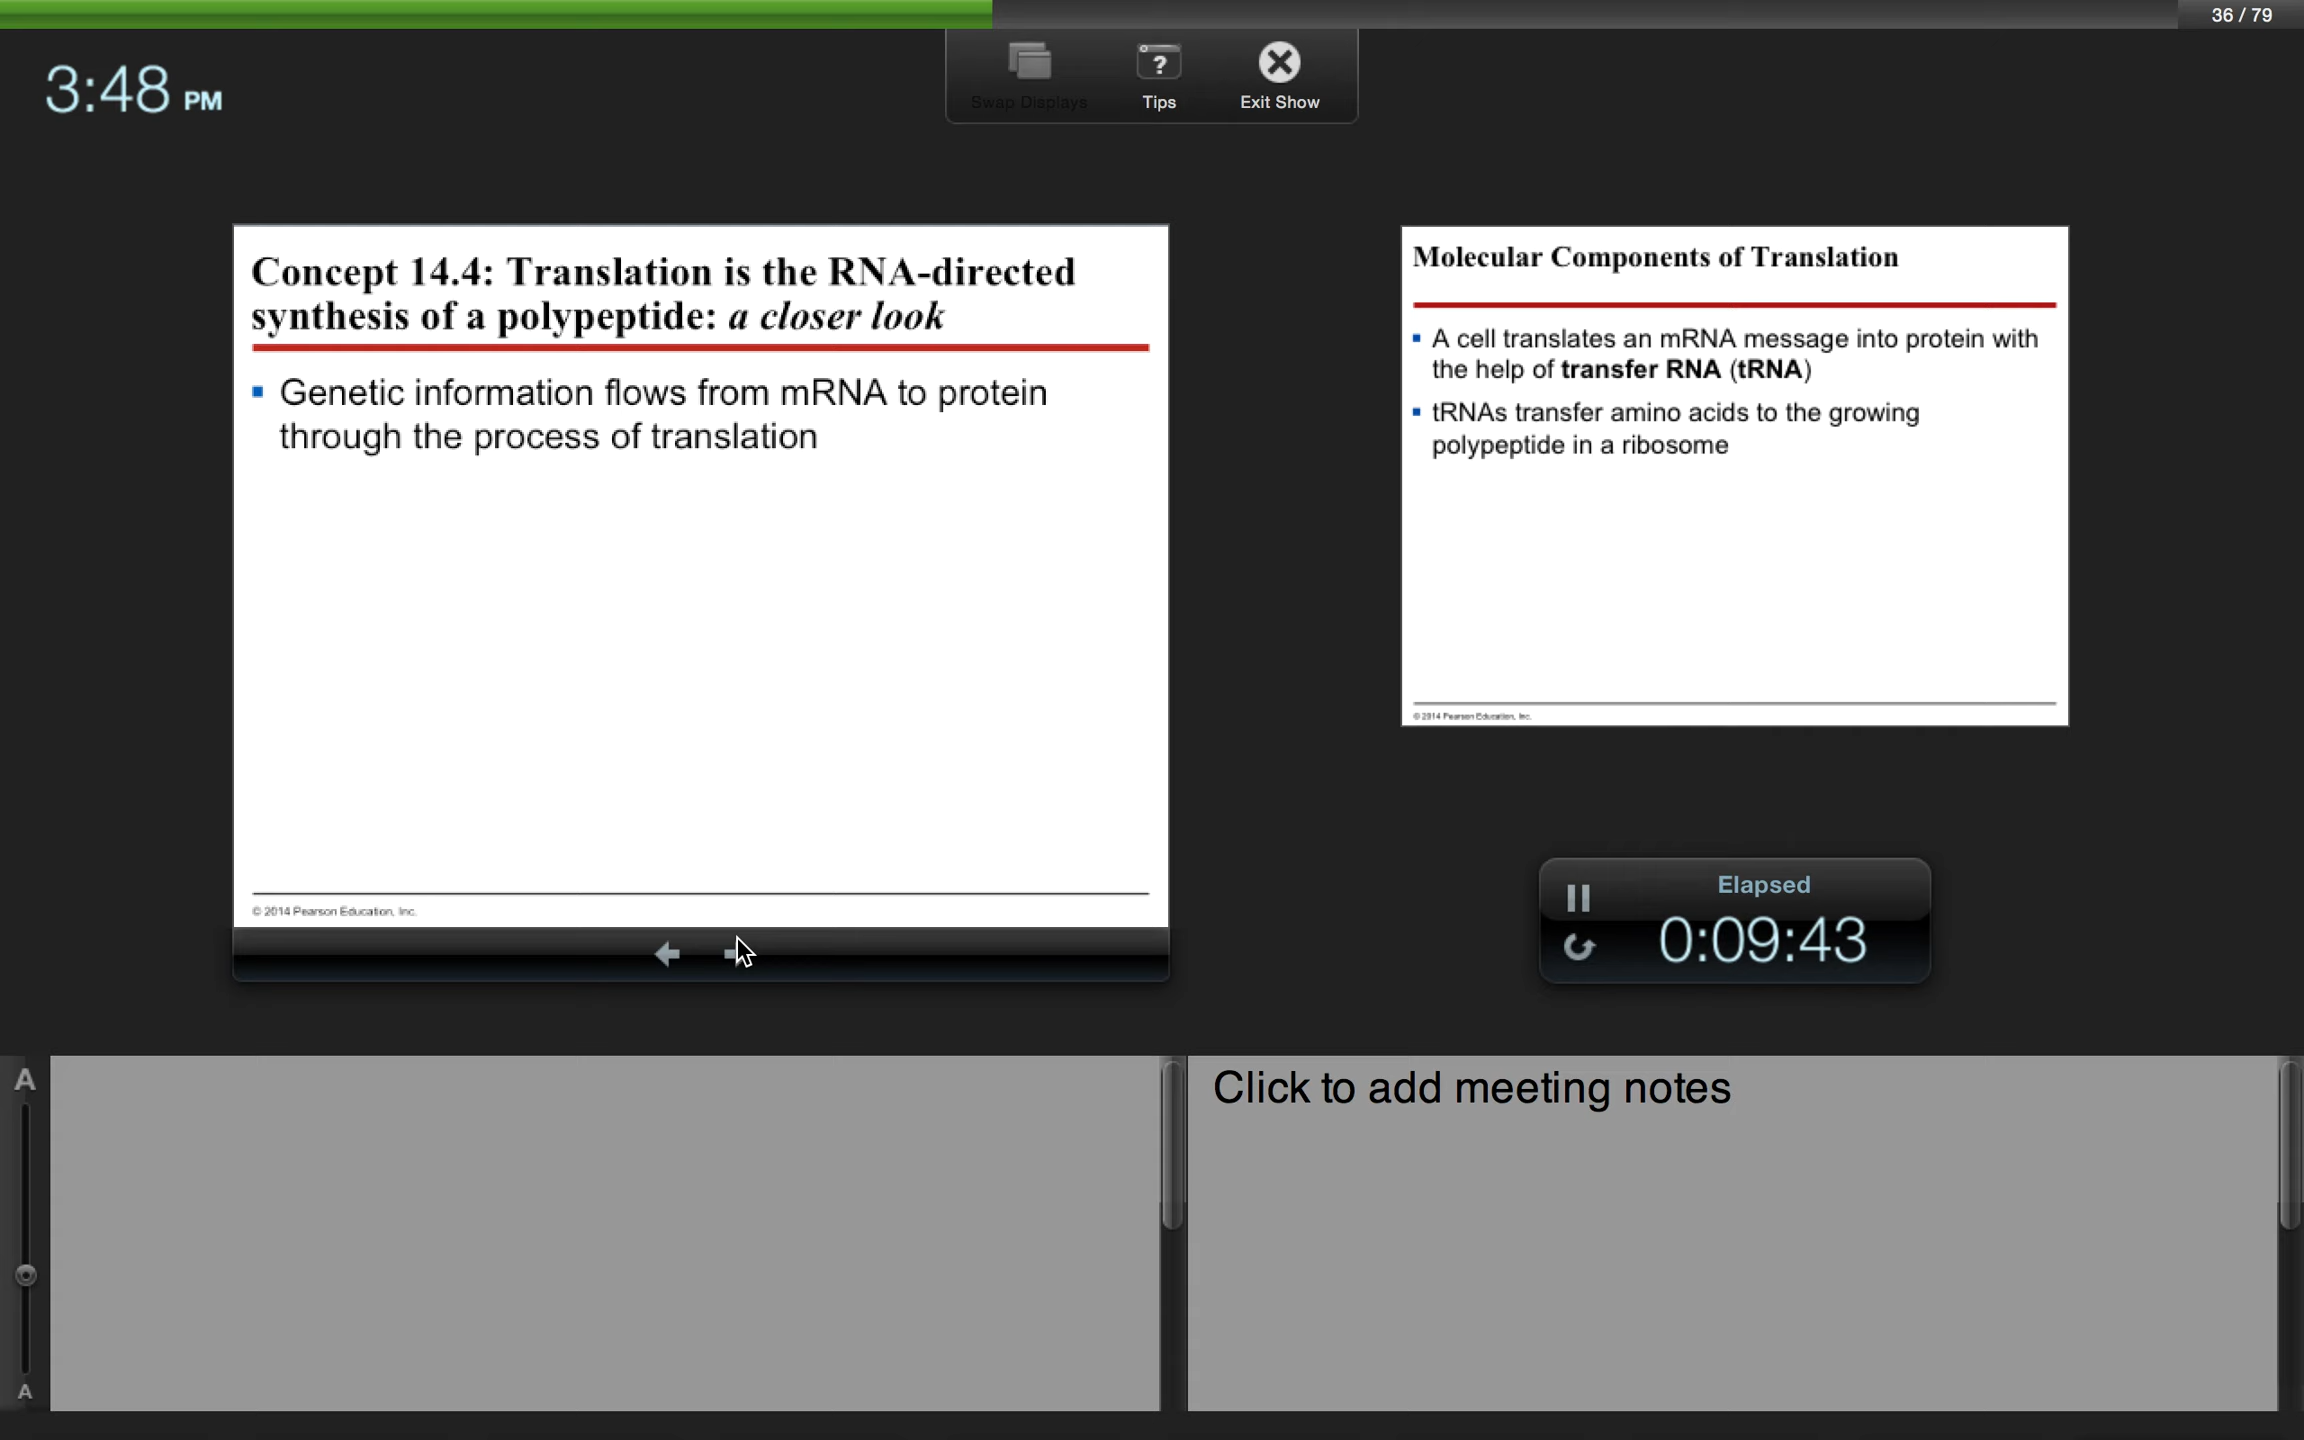 36 / 79
3:48 PM
Swap Displays
Tips
Exit Show
Concept 14.4: Translation is the RNA-directed
synthesis of a polypeptide: a closer look
▪ Genetic information flows from mRNA to protein
through the process of translation
© 2014 Pearson Education, Inc.
Molecular Components of Translation
▪ A cell translates an mRNA message into protein with
the help of transfer RNA (tRNA)
▪ tRNAs transfer amino acids to the growing
polypeptide in a ribosome
© 2014 Pearson Education, Inc.
Elapsed
0:09:43
A
A
Click to add meeting notes